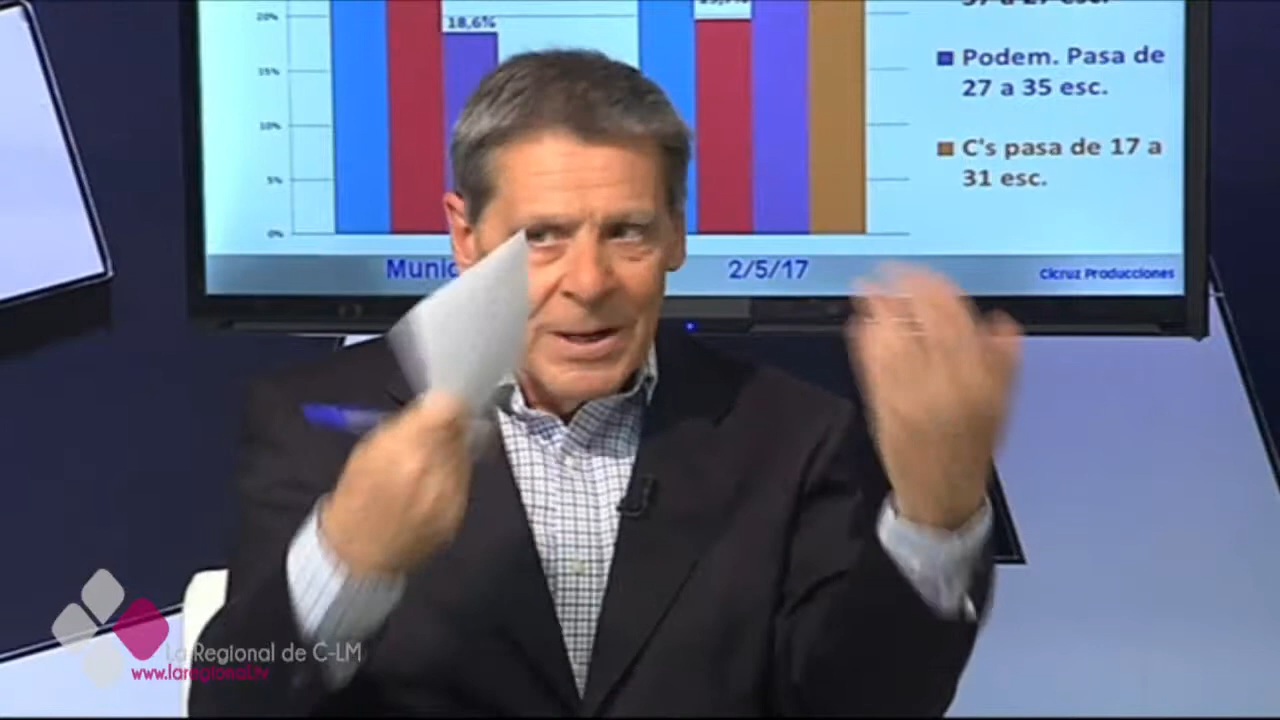 20%
18,6%
15%
10%
5%
0%
Podem. Pasa de
27 a 35 esc.
C's pasa de 17 a
31 esc.
2/5/17
Cicruz Producciones
La Regional de C-LM
www.laregional.tv